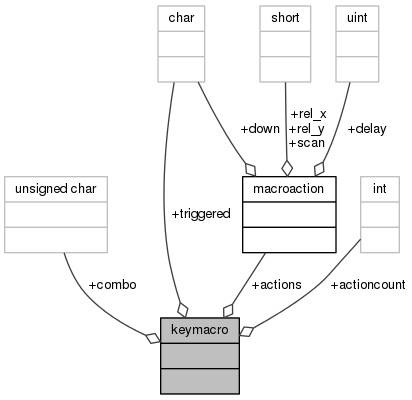 char
short
uint
+rel_x
+rel_y
+scan
+down
+delay
unsigned char
macroaction
int
+triggered
+combo
+actions
+actioncount
keymacro